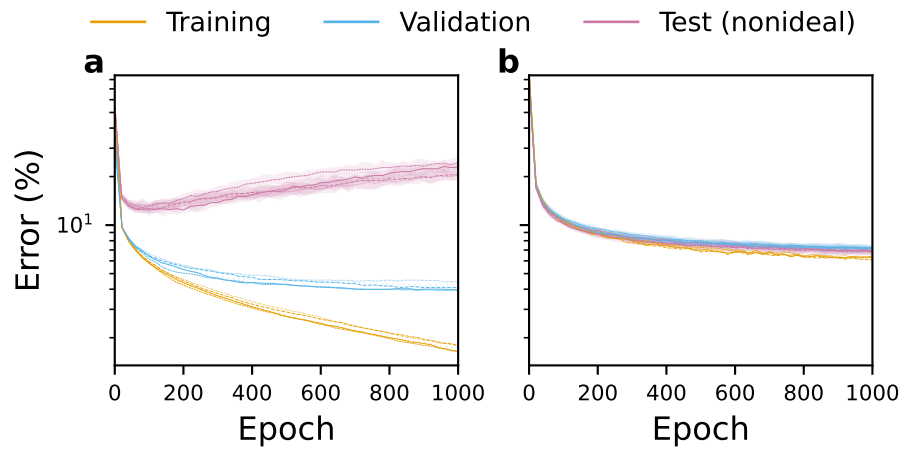 Training Validation Test (nonideal)
a b
Error (%)
10¹
0 200 400 600 800 1000
0 200 400 600 800 1000
Epoch Epoch